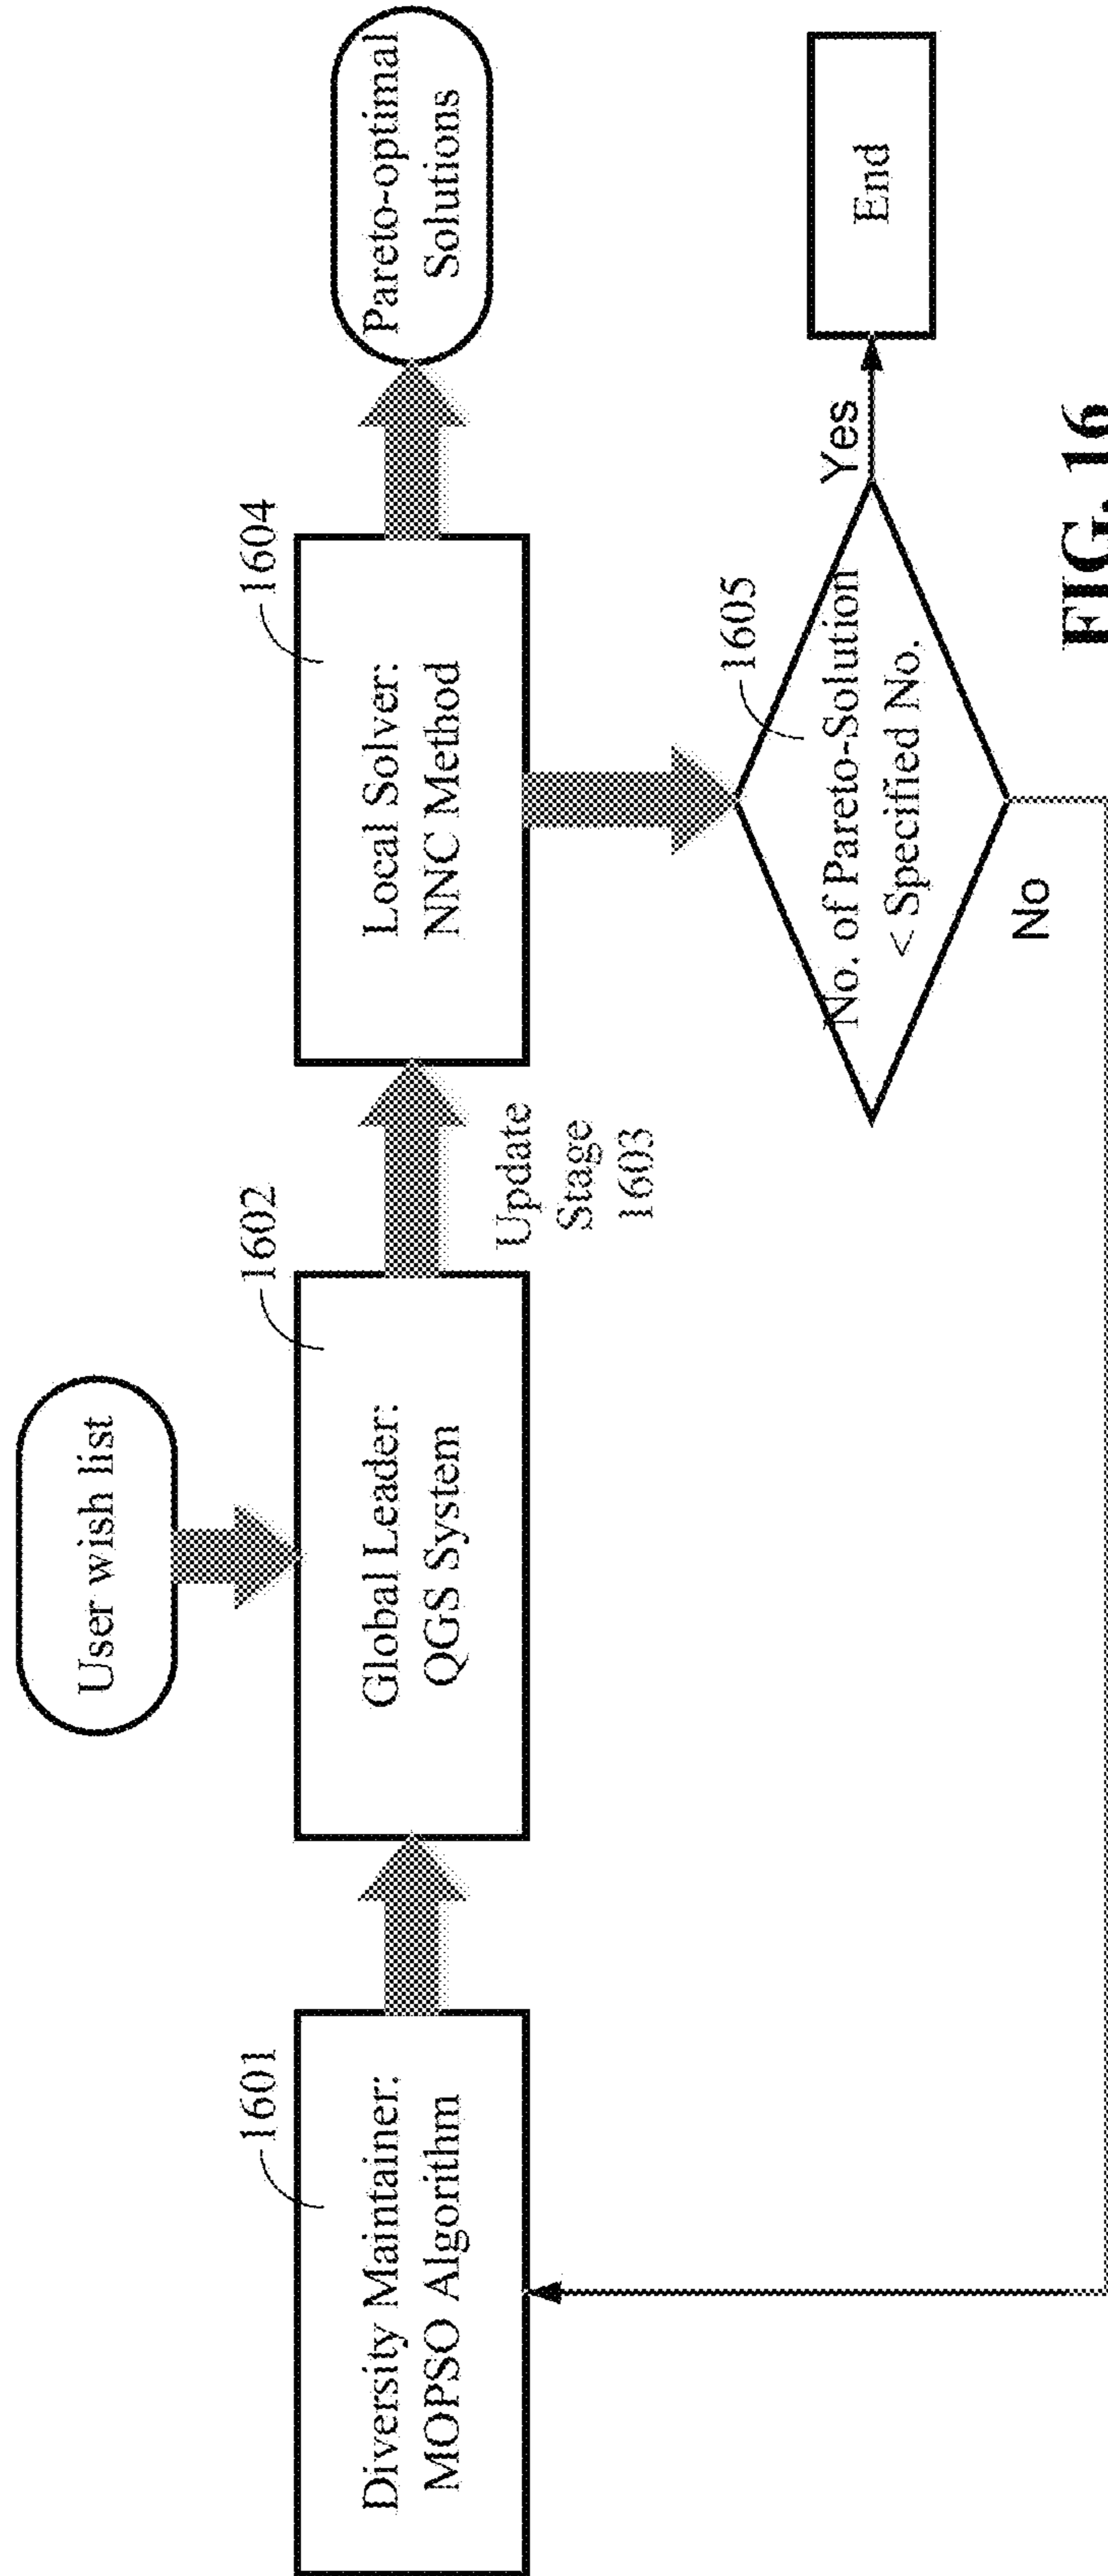 User wish list
1601
Diversity Maintainer:
MOPSO Algorithm
1602
Global Leader:
QGS System
Update
Stage
1603
1604
Local Solver:
NNC Method
Pareto-optimal
Solutions
1605
No. of Pareto-Solution
< Specified No.
Yes
End
No
FIG. 16